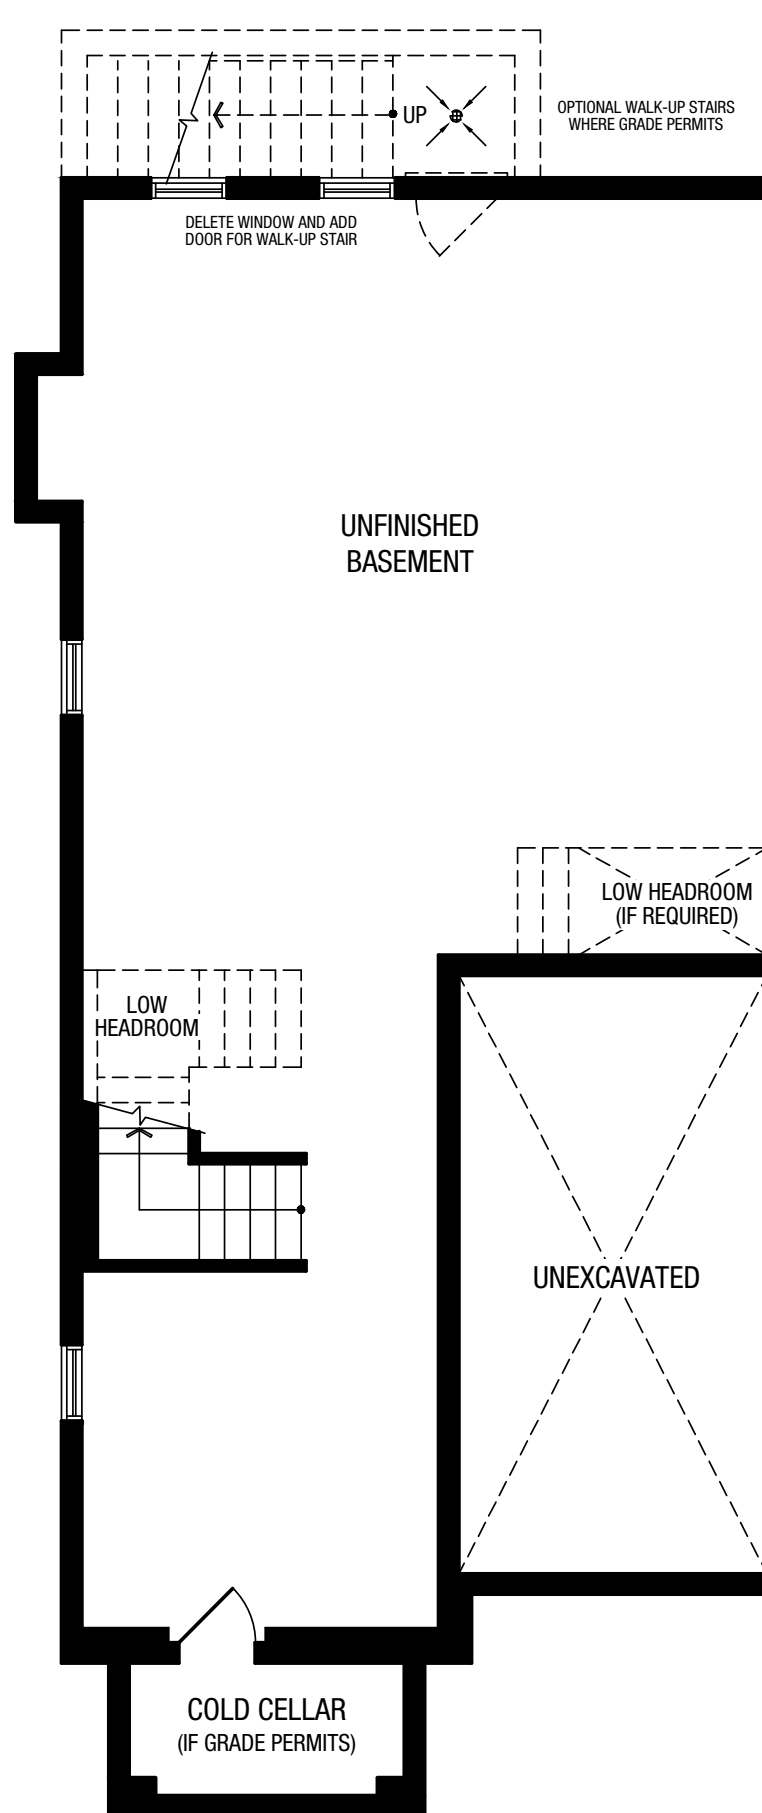 UP
OPTIONAL WALK-UP STAIRS
WHERE GRADE PERMITS
DELETE WINDOW AND ADD
DOOR FOR WALK-UP STAIR
UNFINISHED
BASEMENT
LOW HEADROOM
(IF REQUIRED)
LOW
HEADROOM
UNEXCAVATED
COLD CELLAR
(IF GRADE PERMITS)